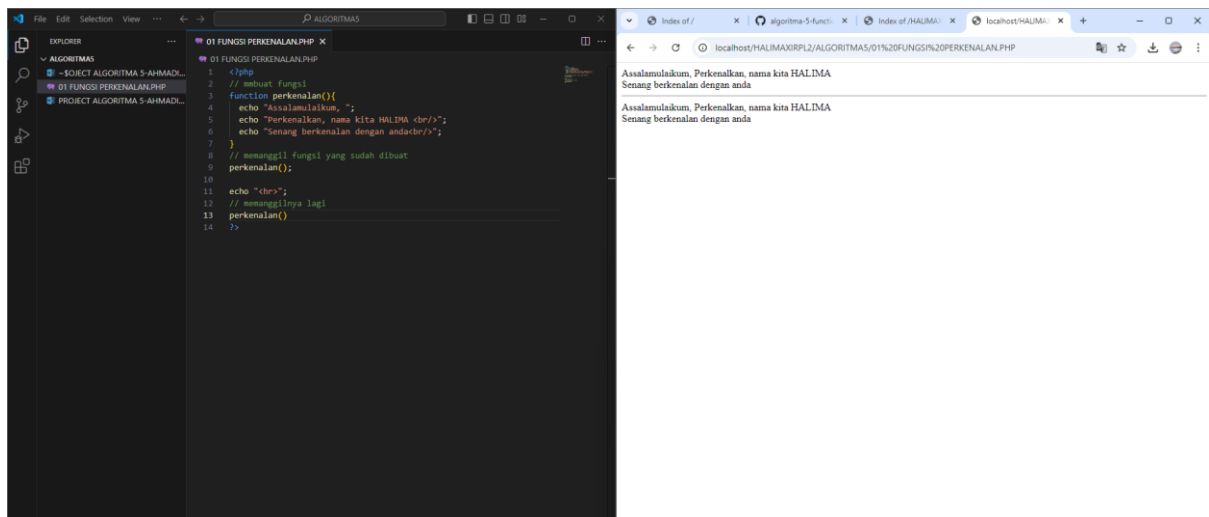 File Edit Selection View ··· ALGORITMA5
EXPLORER ···
ALGORITMA5
~$OJECT ALGORITMA 5-AHMADI...
01 FUNGSI PERKENALAN.PHP
PROJECT ALGORITMA 5-AHMADI...
01 FUNGSI PERKENALAN.PHP
01 FUNGSI PERKENALAN.PHP
1 <?php
2 // mmbuat fungsi
3 function perkenalan(){
4 echo "Assalamulaikum, ";
5 echo "Perkenalkan, nama kita HALIMA <br/>";
6 echo "Senang berkenalan dengan anda<br/>";
7 }
8 // memanggil fungsi yang sudah dibuat
9 perkenalan();
10
11 echo "<hr>";
12 // memanggilnya lagi
13 perkenalan()
14 ?>
Index of /
algoritma-5-functi
Index of /HALIMA
localhost/HALIMA
localhost/HALIMAXIRPL2/ALGORITMA5/01%20FUNGSI%20PERKENALAN.PHP
Assalamulaikum, Perkenalkan, nama kita HALIMA
Senang berkenalan dengan anda
Assalamulaikum, Perkenalkan, nama kita HALIMA
Senang berkenalan dengan anda